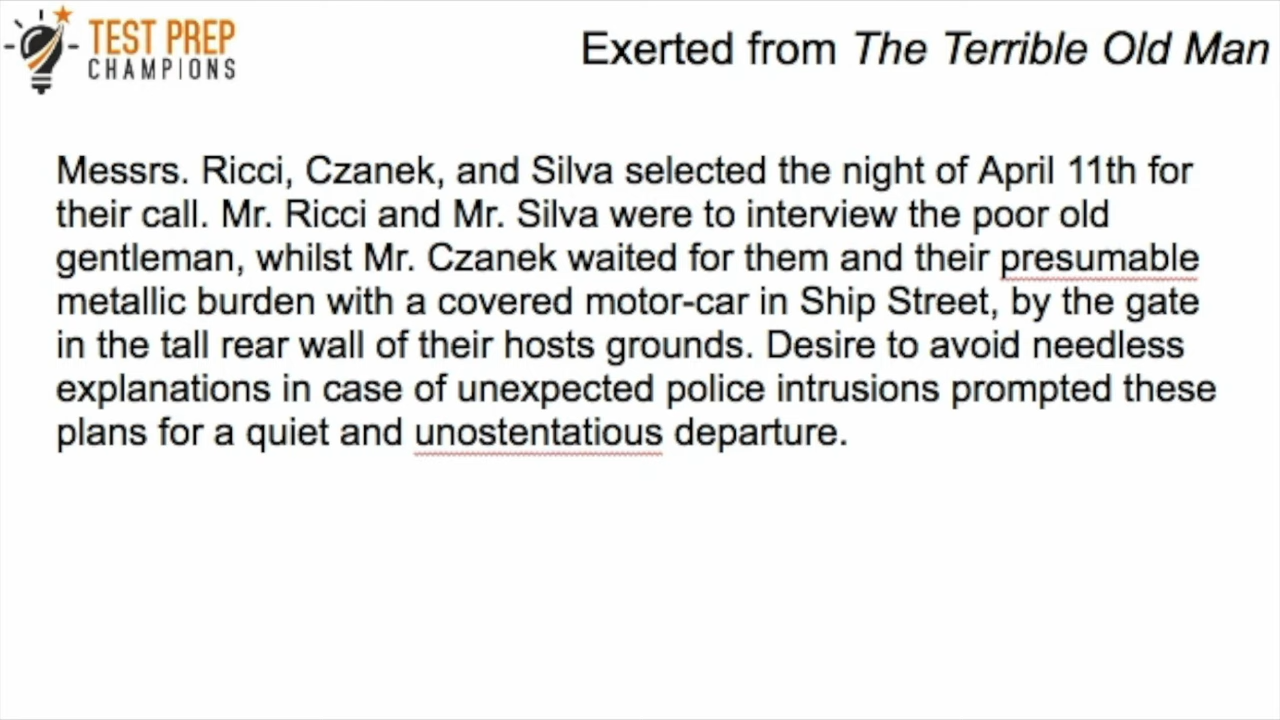 TEST PREP
CHAMPIONS
Exerted from The Terrible Old Man
Messrs. Ricci, Czanek, and Silva selected the night of April 11th for
their call. Mr. Ricci and Mr. Silva were to interview the poor old
gentleman, whilst Mr. Czanek waited for them and their presumable
metallic burden with a covered motor-car in Ship Street, by the gate
in the tall rear wall of their hosts grounds. Desire to avoid needless
explanations in case of unexpected police intrusions prompted these
plans for a quiet and unostentatious departure.